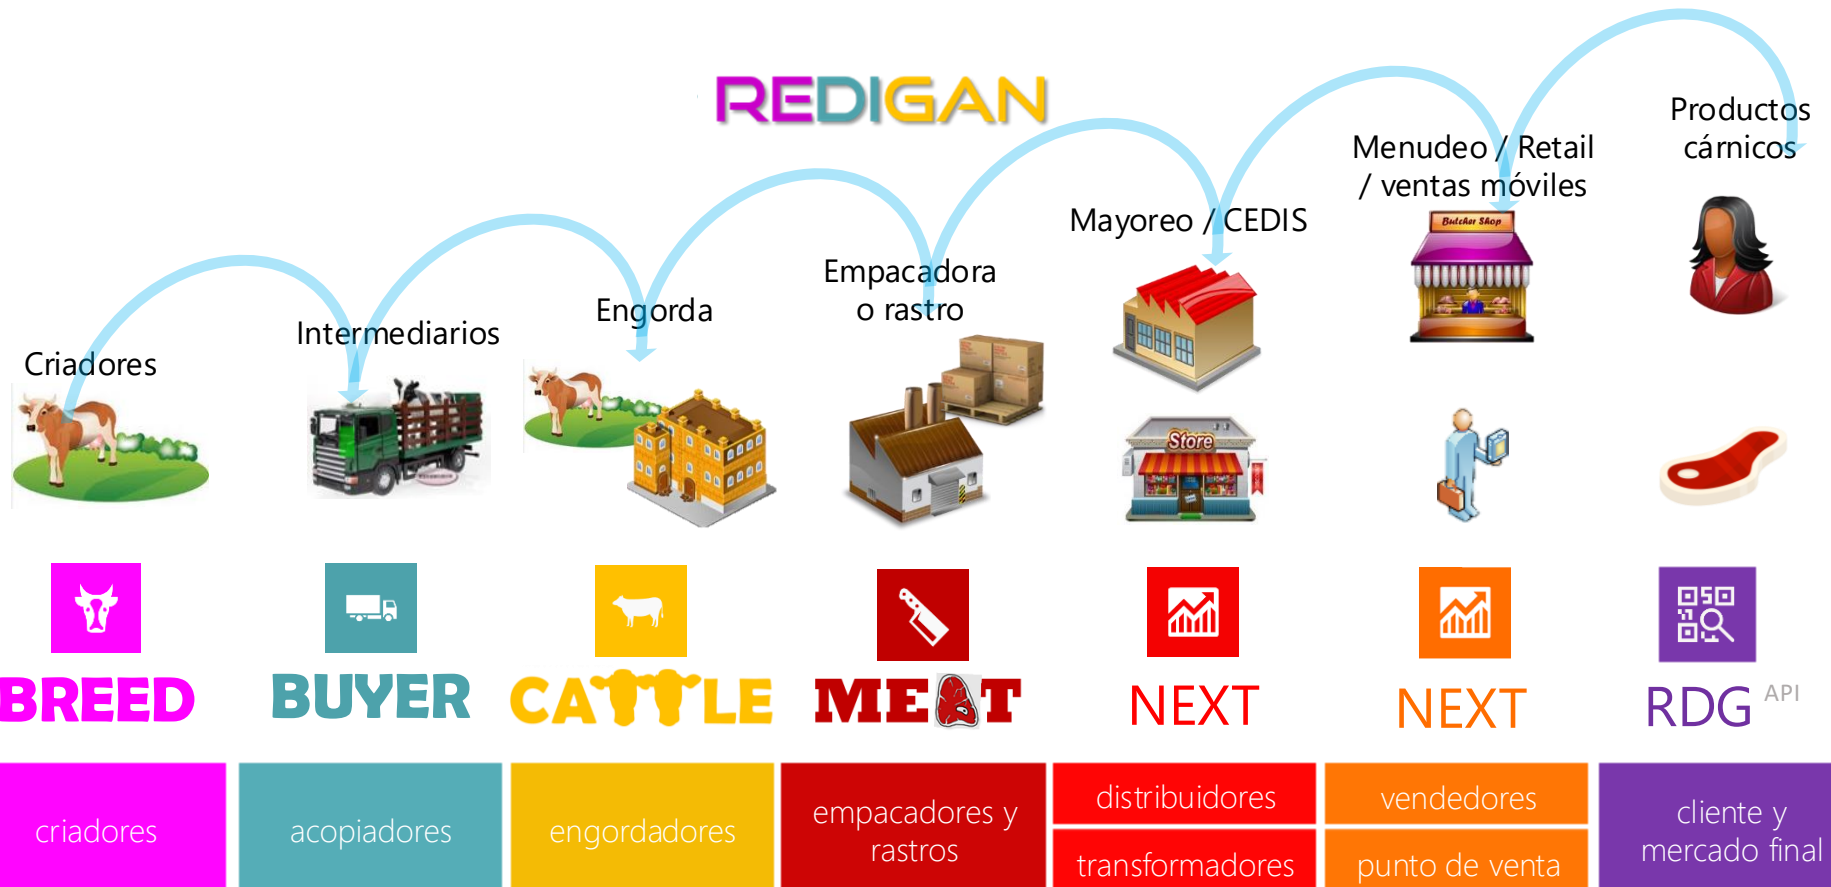 REDIGAN
Productos
cárnicos
Menudeo / Retail
/ ventas móviles
Butcher Shop
Mayoreo / CEDIS
Empacadora
o rastro
Engorda
Intermediarios
Criadores
Store
BREED
BUYER
CATTLE
MEAT
NEXT
NEXT
RDG API
criadores
acopiadores
engordadores
empacadores y
rastros
distribuidores
transformadores
vendedores
punto de venta
cliente y
mercado final